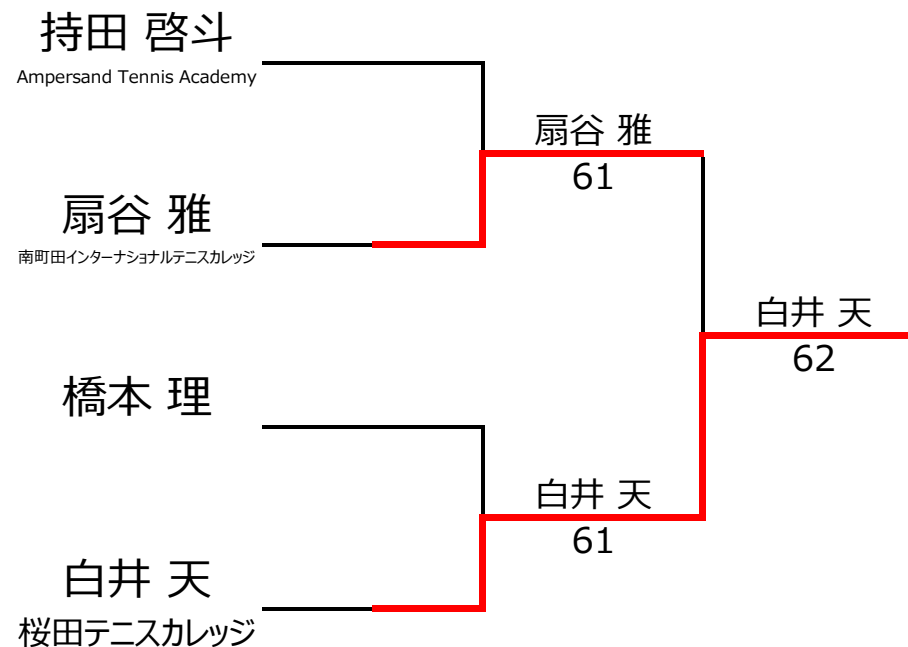 持田 啓斗
Ampersand Tennis Academy
扇谷 雅
61
扇谷 雅
南町田インターナショナルテニスカレッジ
白井 天
62
橋本 理
白井 天
61
白井 天
桜田テニスカレッジ